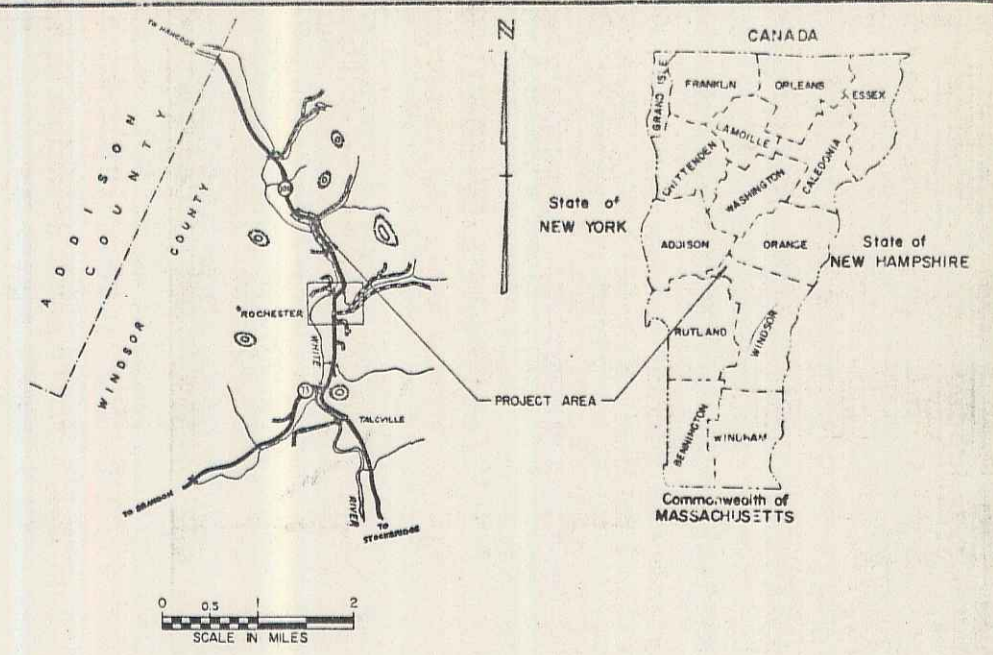 TO HANCOCK
ADDISON
COUNTY
WINDSOR COUNTY
100
ROCHESTER
WHITE
73
TALCVILLE
TO BRANDON
RIVER
TO
STOCKBRIDGE
0 0.5 1 2
SCALE IN MILES
N
PROJECT AREA
CANADA
GRAND ISLE
FRANKLIN
ORLEANS
ESSEX
LAMOILLE
CHITTENDEN
WASHINGTON
CALEDONIA
State of
NEW YORK
ADDISON
ORANGE
State of
NEW HAMPSHIRE
RUTLAND
WINDSOR
BENNINGTON
WINDHAM
Commonwealth of
MASSACHUSETTS